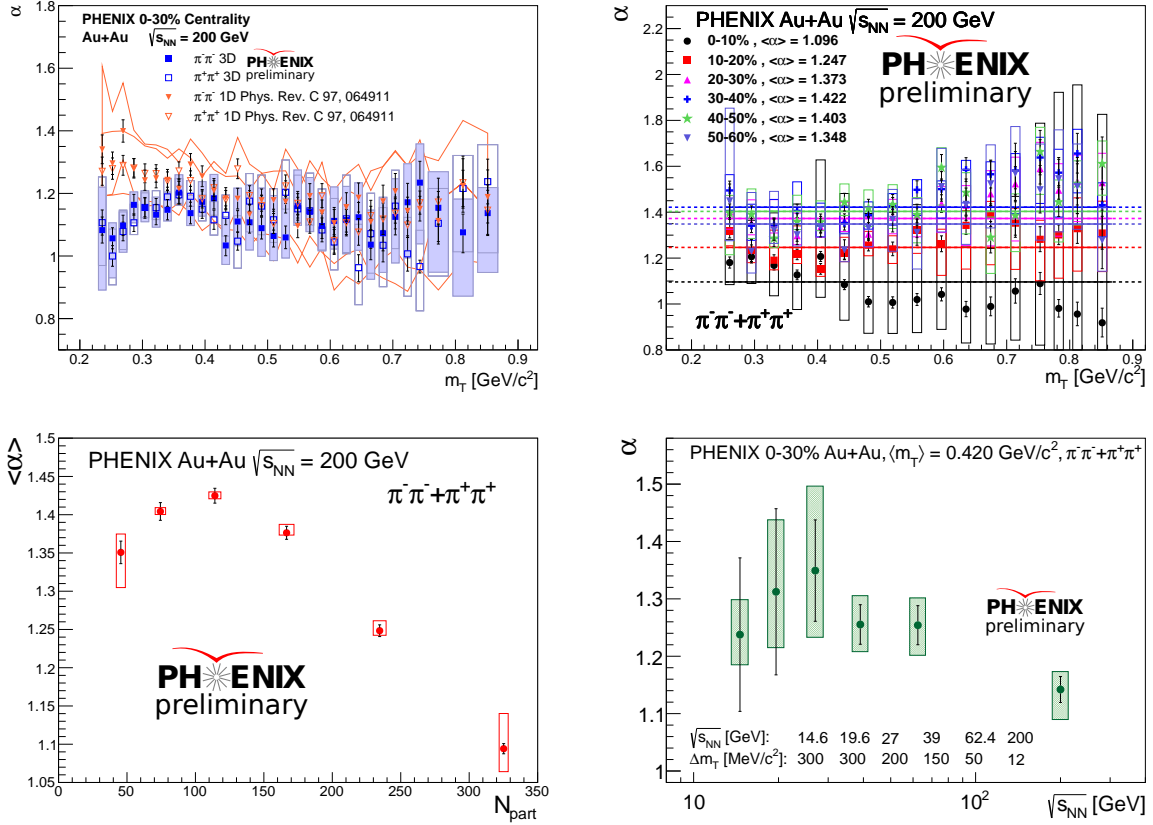 α
1.8
1.6
1.4
1.2
1
0.8
PHENIX 0-30% Centrality
Au+Au √sNN = 200 GeV
π⁻π⁻ 3D
π⁺π⁺ 3D
π⁻π⁻ 1D Phys. Rev. C 97, 064911
π⁺π⁺ 1D Phys. Rev. C 97, 064911
PHENIX
preliminary
0.2 0.3 0.4 0.5 0.6 0.7 0.8 0.9
mT [GeV/c²]
α
2.2
2
1.8
1.6
1.4
1.2
1
0.8
PHENIX Au+Au √sNN = 200 GeV
0-10% , <α> = 1.096
10-20% , <α> = 1.247
20-30% , <α> = 1.373
30-40% , <α> = 1.422
40-50% , <α> = 1.403
50-60% , <α> = 1.348
PHENIX
preliminary
π⁻π⁻+π⁺π⁺
0.2 0.3 0.4 0.5 0.6 0.7 0.8 0.9
mT [GeV/c²]
<α>
1.5
1.45
1.4
1.35
1.3
1.25
1.2
1.15
1.1
1.05
PHENIX Au+Au √sNN = 200 GeV
π⁻π⁻+π⁺π⁺
PHENIX
preliminary
0 50 100 150 200 250 300 350
Npart
α
1.5
1.4
1.3
1.2
1.1
1
PHENIX 0-30% Au+Au, ⟨mT⟩ = 0.420 GeV/c², π⁻π⁻+π⁺π⁺
PHENIX
preliminary
√sNN [GeV]: 14.6 19.6 27 39 62.4 200
ΔmT [MeV/c²]: 300 300 200 150 50 12
10 10²
√sNN [GeV]